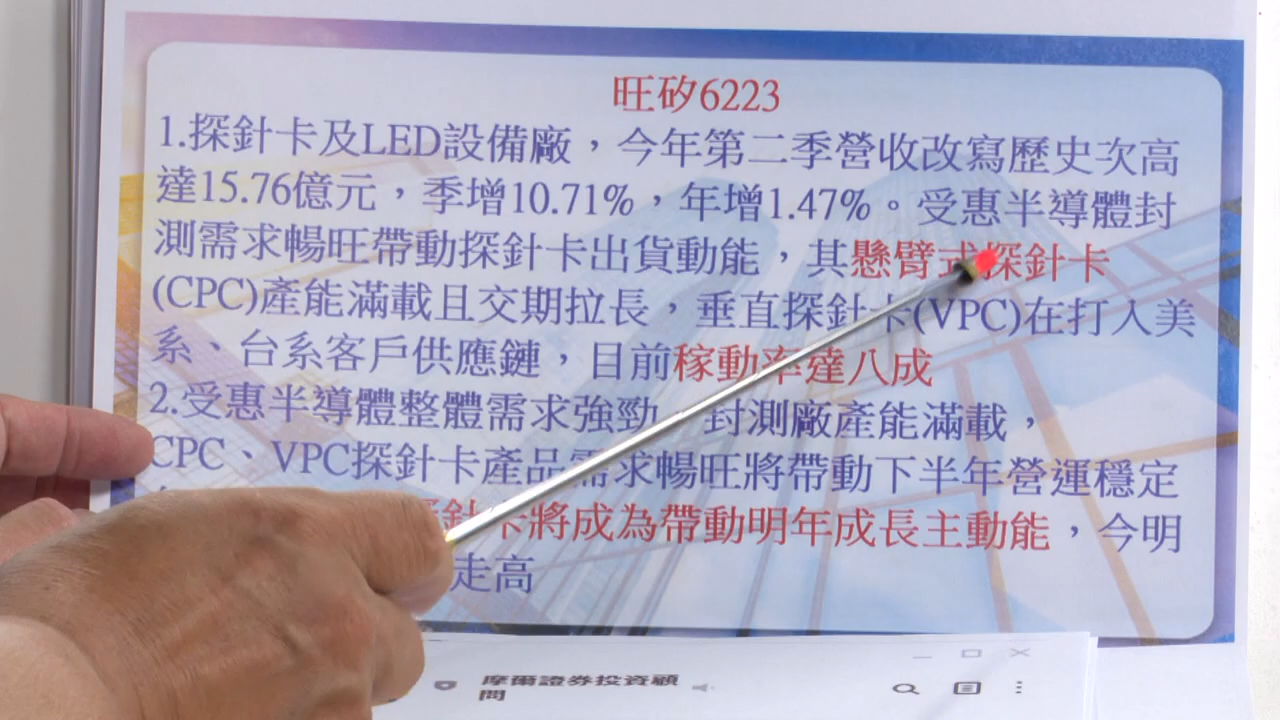 旺矽6223
1.探針卡及LED設備廠，今年第二季營收改寫歷史次高
達15.76億元，季增10.71%，年增1.47%。受惠半導體封
測需求暢旺帶動探針卡出貨動能，其懸臂式探針卡
(CPC)產能滿載且交期拉長，垂直探針卡(VPC)在打入美
系、台系客戶供應鏈，目前稼動率達八成
2.受惠半導體整體需求強勁，封測廠產能滿載，
CPC、VPC探針卡產品需求暢旺將帶動下半年營運穩定
針卡將成為帶動明年成長主動能，今明
走高
摩爾證券投資顧
問